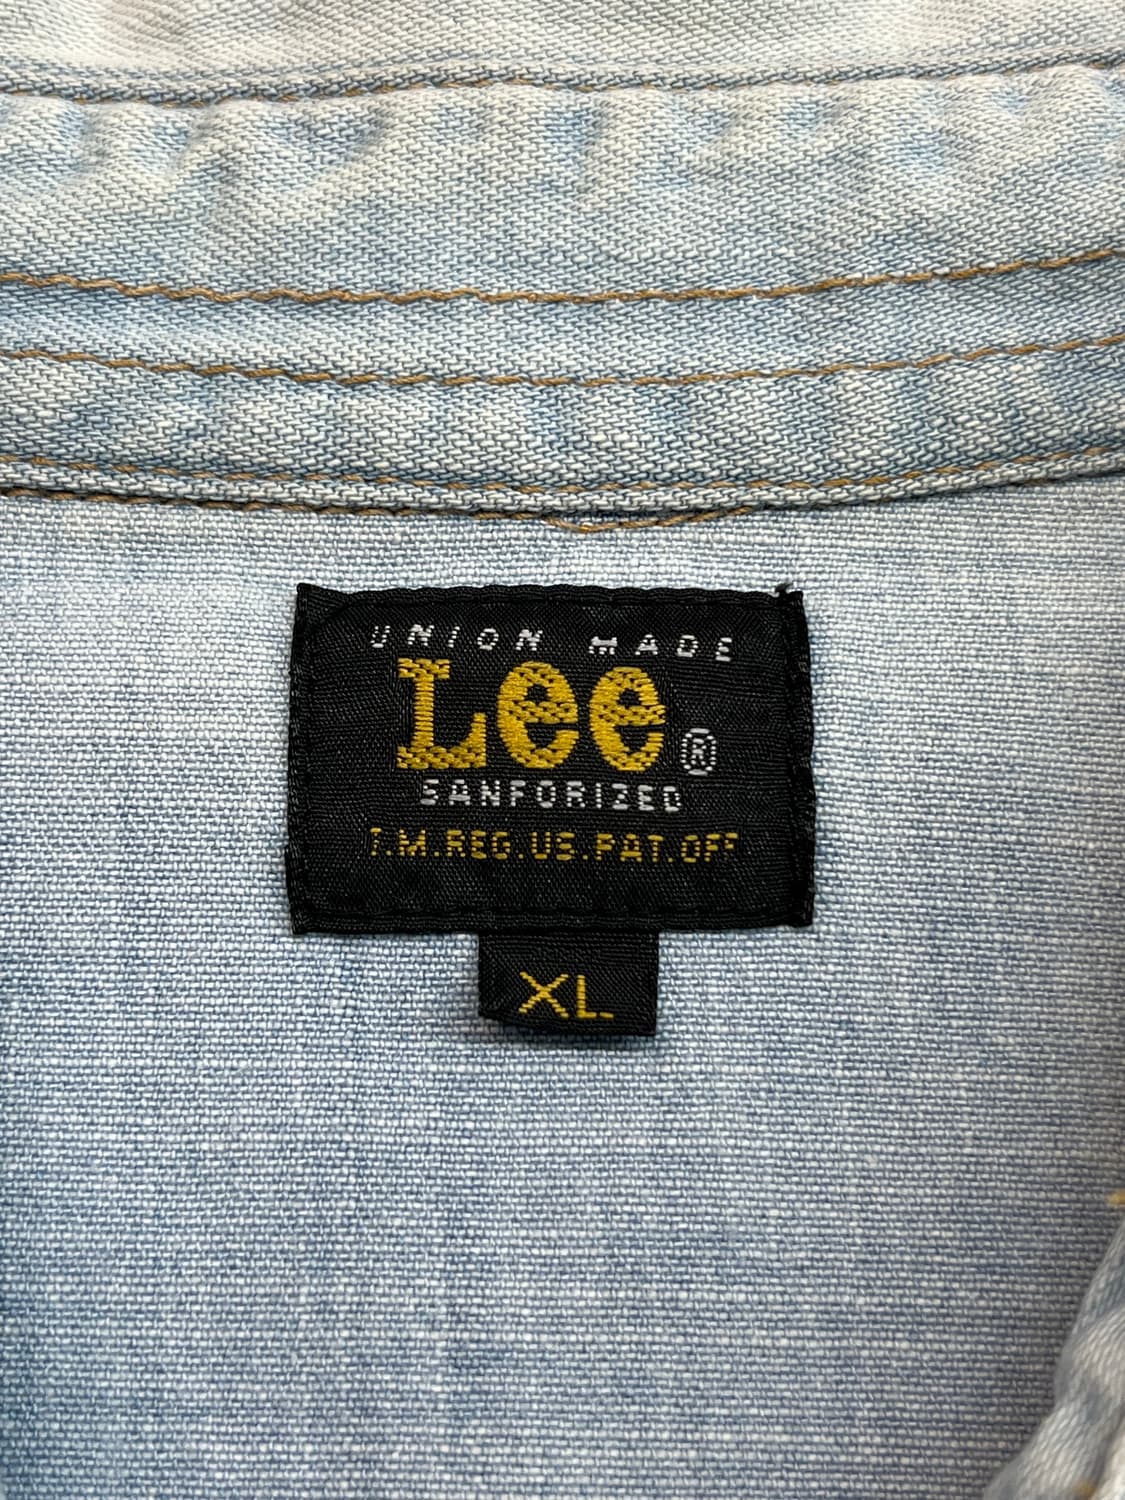 UNION MADE
Lee®
SANFORIZED
T.M.REG.US.PAT.OFF
XL